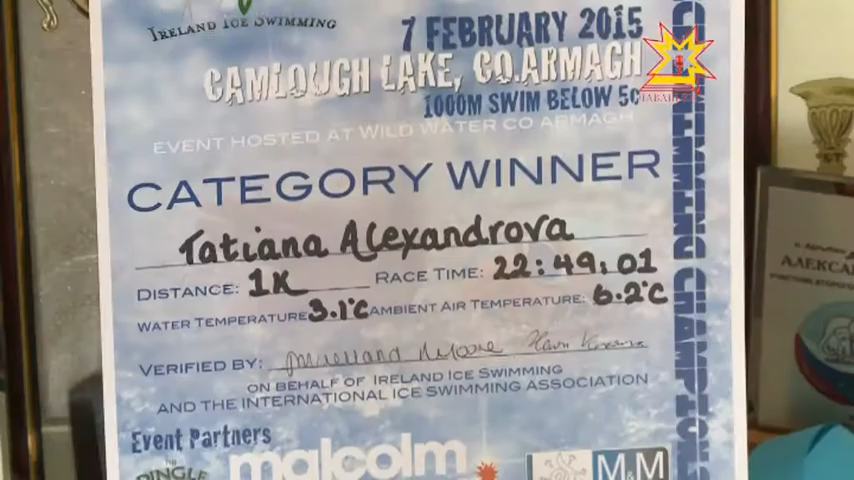 IRELAND ICE SWIMMING
7 FEBRUARY 2015
CAMLOUGH LAKE, CO.ARMAGH
1000M SWIM BELOW 5C
EVENT HOSTED AT WILD WATER CO ARMAGH
CATEGORY WINNER
Tatiana Alexandrova
DISTANCE: 1K RACE TIME: 22:49:01
WATER TEMPERATURE 3.1°C AMBIENT AIR TEMPERATURE: 6.2°C
VERIFIED BY:
ON BEHALF OF IRELAND ICE SWIMMING
AND THE INTERNATIONAL ICE SWIMMING ASSOCIATION
Event Partners
DINGLE
malcolm
M&M
SWIMMING CHAMPIONS
АЛЕКСА